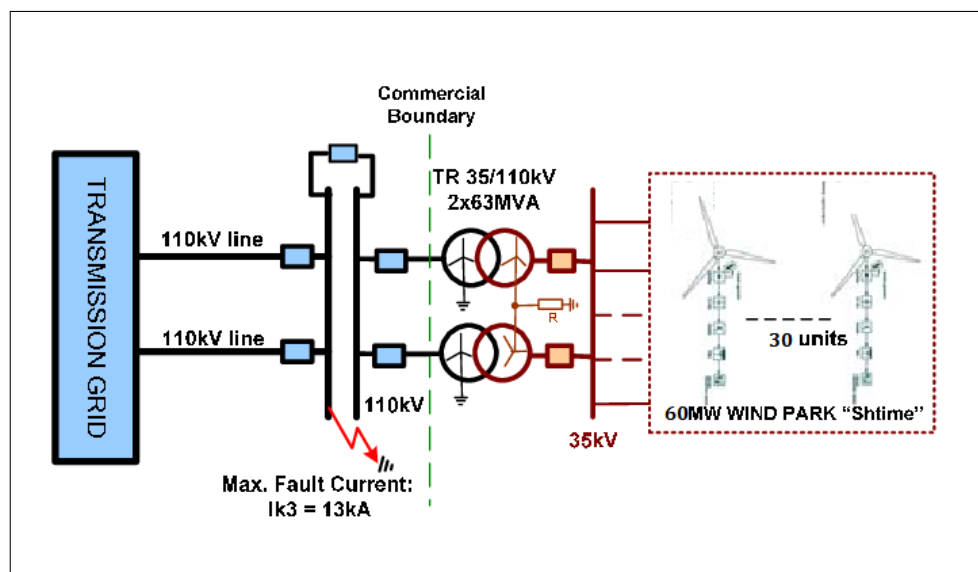 Commercial
Boundary
TR 35/110kV
2x63MVA
TRANSMISSION GRID
110kV line
110kV line
R
110kV
35kV
30 units
60MW WIND PARK “Shtime”
Max. Fault Current:
Ik3 = 13kA